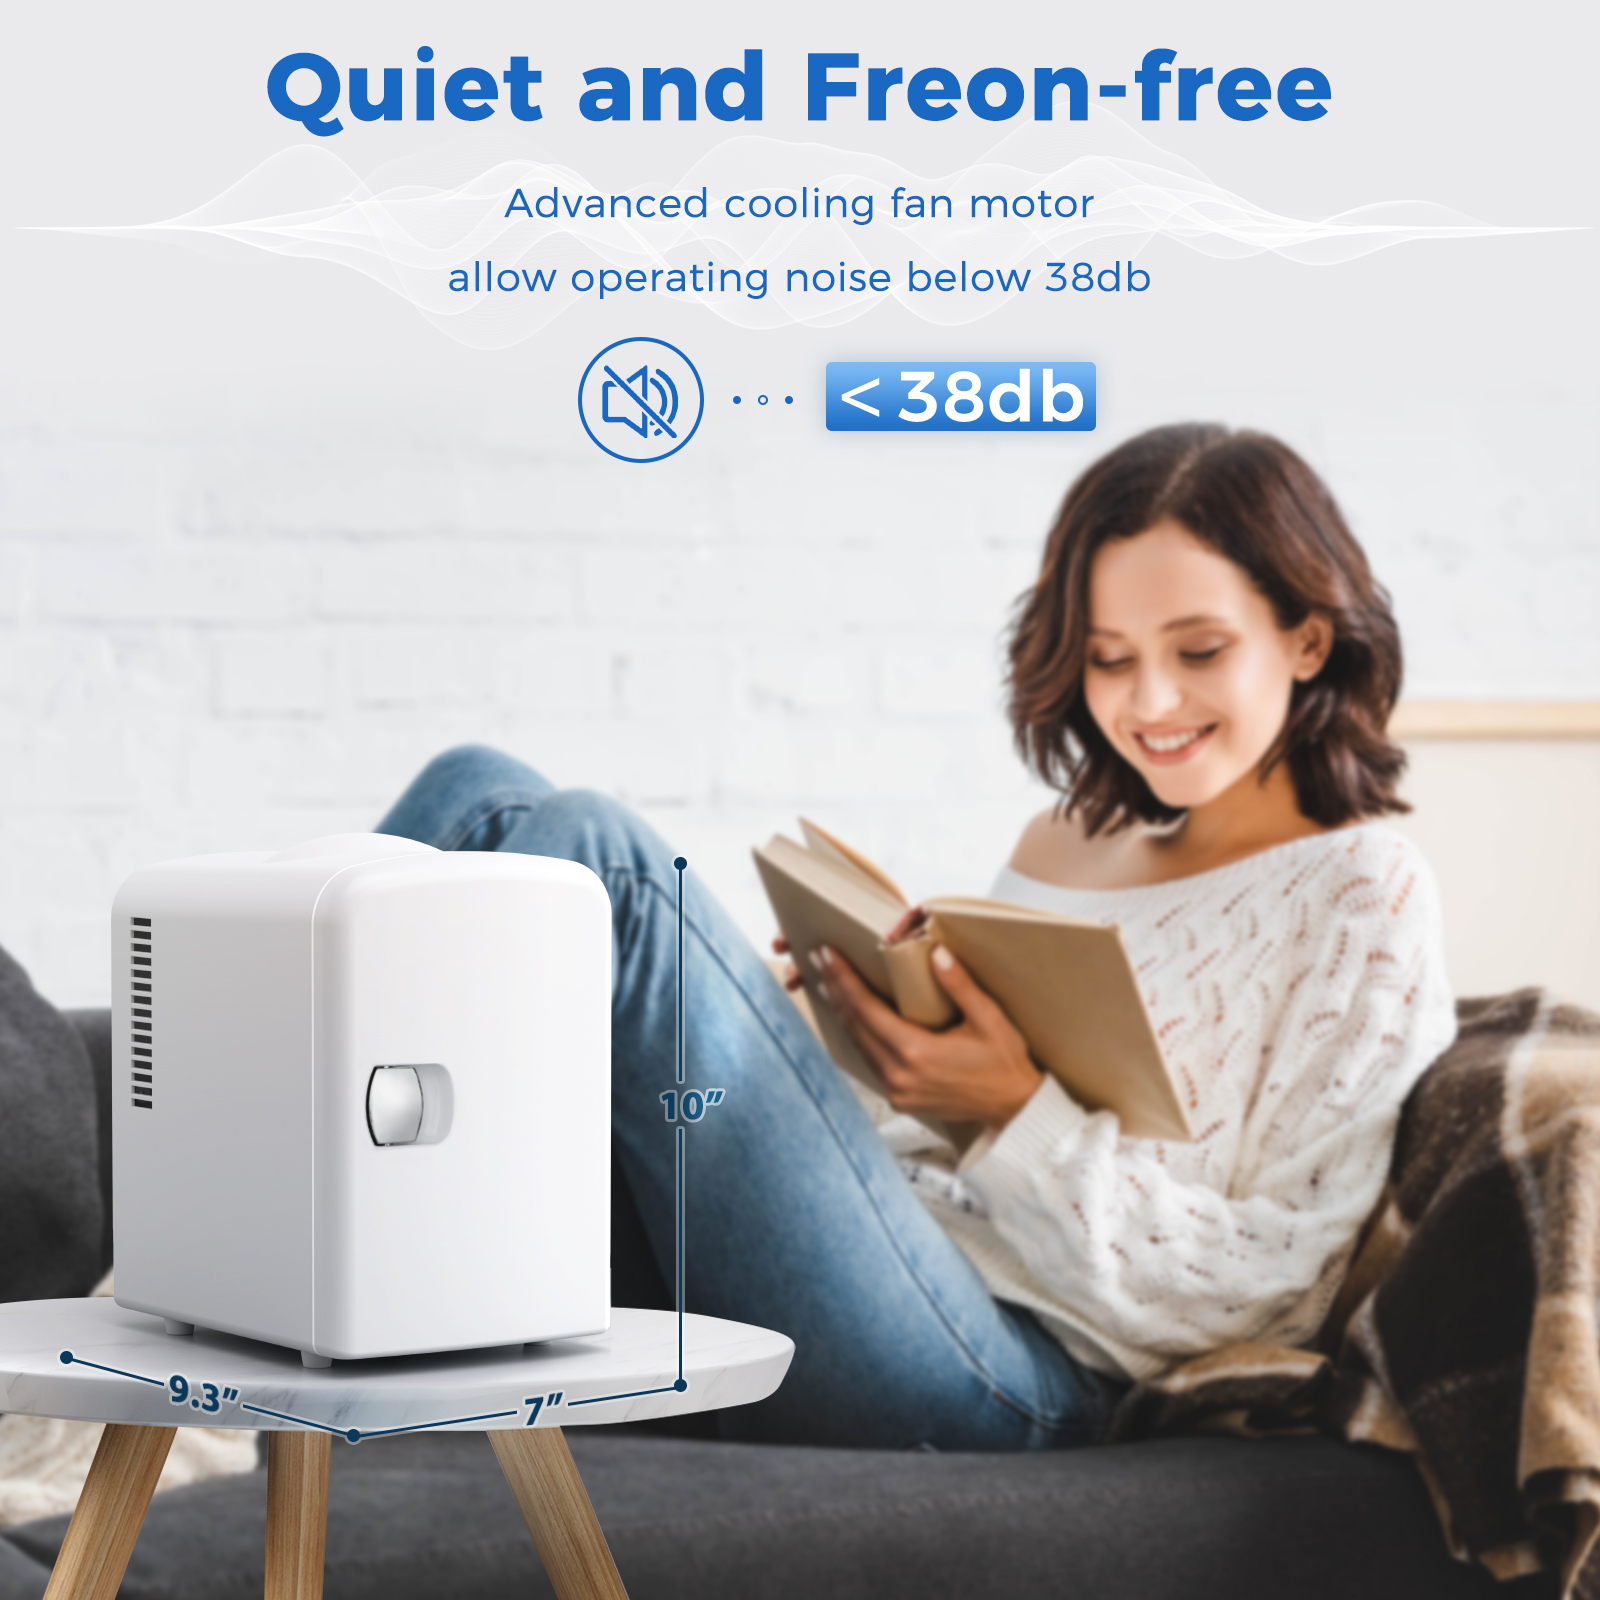 Quiet and Freon-free
Advanced cooling fan motor
allow operating noise below 38db
< 38db
10”
9.3”
7”